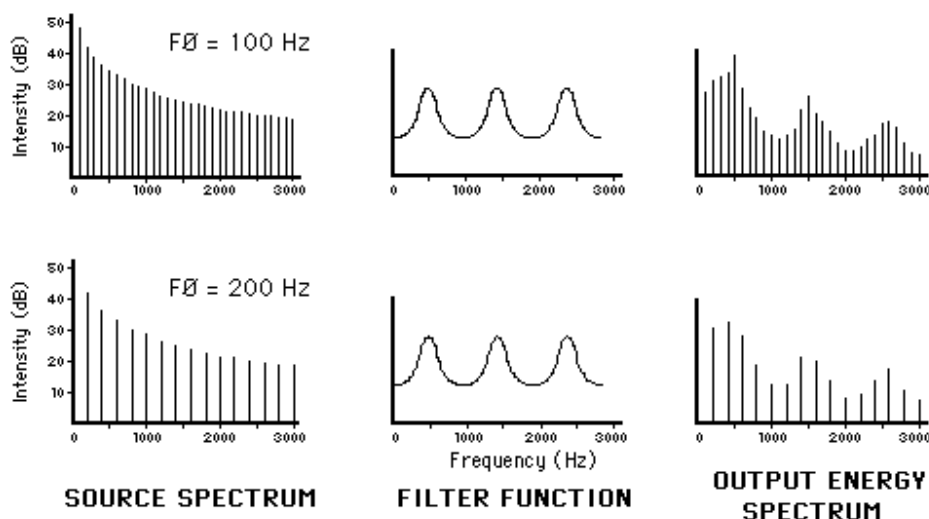 50
40
30
20
10
Intensity (dB)
FØ = 100 Hz
0 1000 2000 3000
0 1000 2000 3000
0 1000 2000 3000
50
40
30
20
10
Intensity (dB)
FØ = 200 Hz
0 1000 2000 3000
0 1000 2000 3000
Frequency (Hz)
0 1000 2000 3000
SOURCE SPECTRUM
FILTER FUNCTION
OUTPUT ENERGY
SPECTRUM